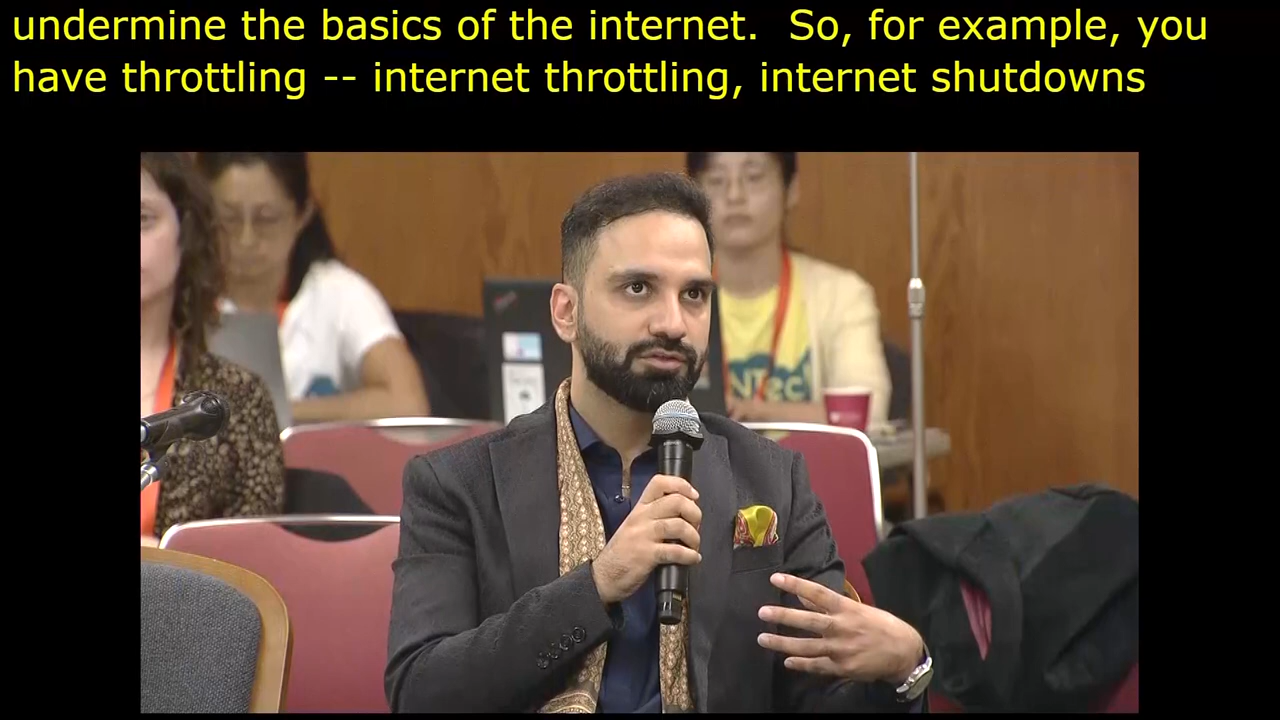 undermine the basics of the internet.  So, for example, you
have throttling -- internet throttling, internet shutdowns